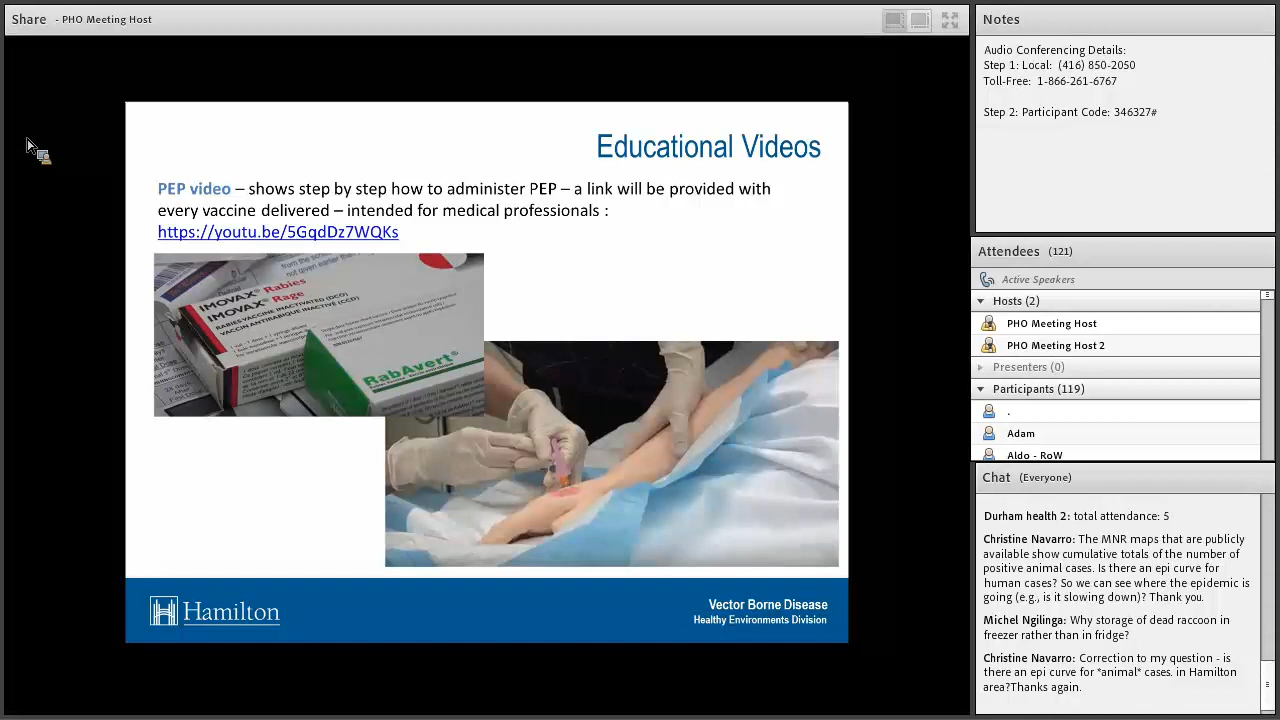 Share - PHO Meeting Host
Educational Videos
PEP video – shows step by step how to administer PEP – a link will be provided with
every vaccine delivered – intended for medical professionals :
https://youtu.be/5GqdDz7WQKs
IMOVAX® Rabies
IMOVAX® Rage
RABIES VACCINE INACTIVATED (DCO)
VACCIN ANTIRABIQUE INACTIVÉ (CCD)
RabAvert®
Hamilton
Vector Borne Disease
Healthy Environments Division
Notes
Audio Conferencing Details:
Step 1: Local: (416) 850-2050
Toll-Free: 1-866-261-6767
Step 2: Participant Code: 346327#
Attendees (121)
Active Speakers
Hosts (2)
PHO Meeting Host
PHO Meeting Host 2
Presenters (0)
Participants (119)
.
Adam
Aldo - RoW
Chat (Everyone)
Durham health 2: total attendance: 5
Christine Navarro: The MNR maps that are publicly
available show cumulative totals of the number of
positive animal cases. Is there an epi curve for
human cases? So we can see where the epidemic is
going (e.g., is it slowing down)? Thank you.
Michel Ngilinga: Why storage of dead raccoon in
freezer rather than in fridge?
Christine Navarro: Correction to my question - is
there an epi curve for *animal* cases. in Hamilton
area?Thanks again.